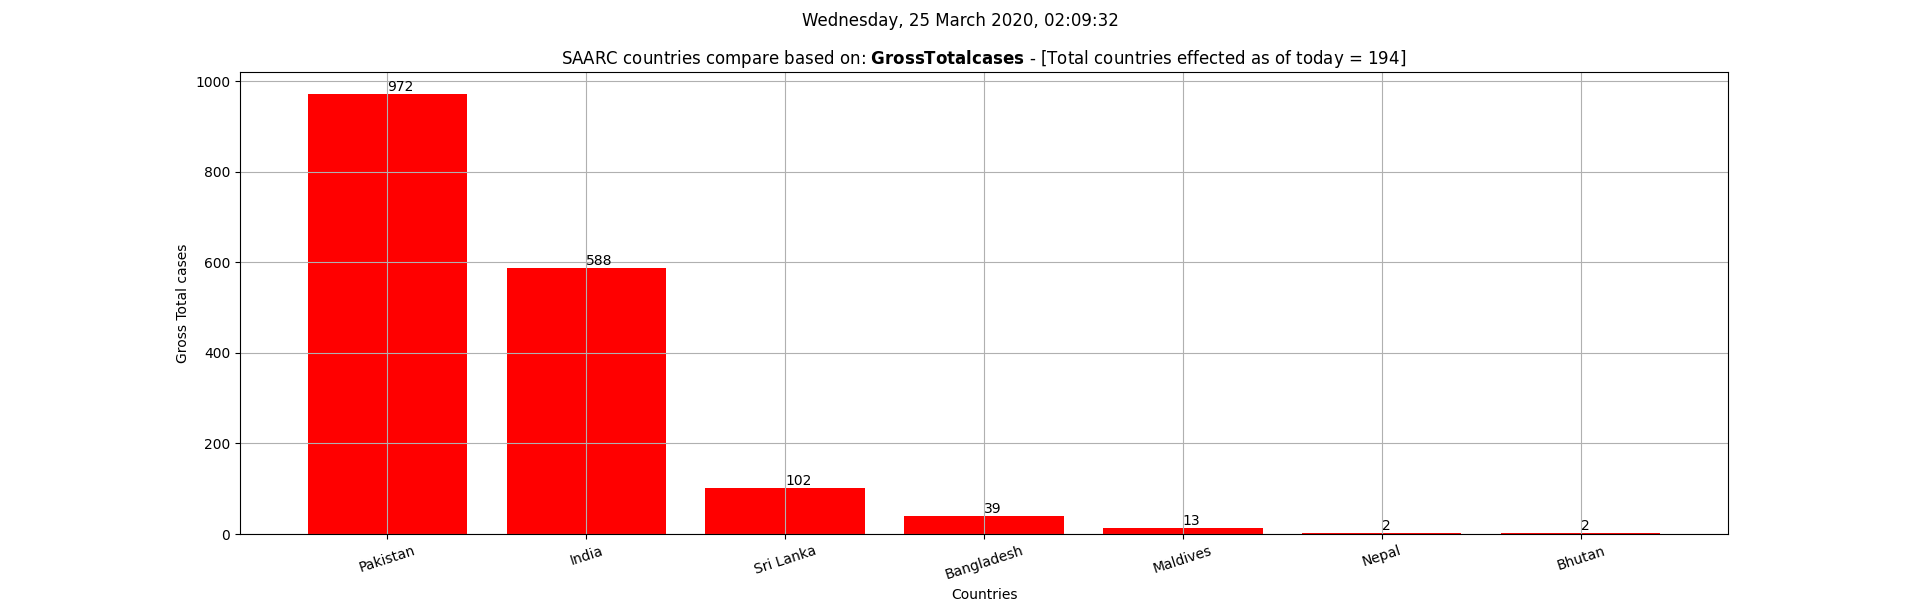 Wednesday, 25 March 2020, 02:09:32
SAARC countries compare based on: GrossTotalcases - [Total countries effected as of today = 194]
1000
800
600
400
200
0
Gross Total cases
972
588
102
39
13
2
2
Pakistan
India
Sri Lanka
Bangladesh
Maldives
Nepal
Bhutan
Countries